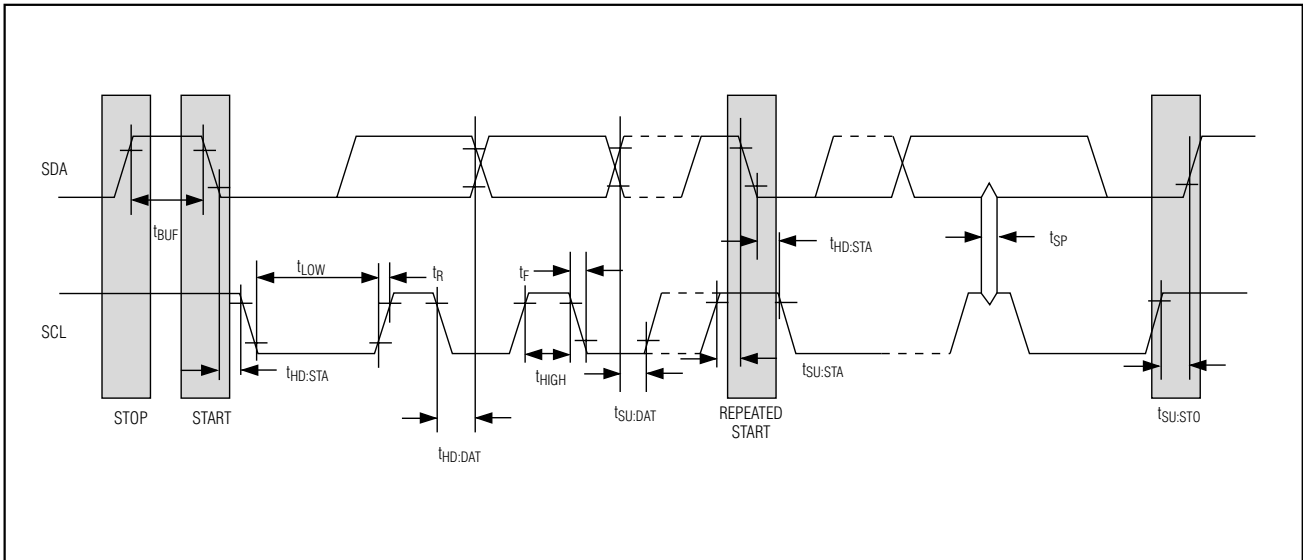 SDA
tBUF
tLOW
tR
tF
tHD:STA
tSP
SCL
tHD:STA
tHIGH
tSU:STA
tSU:DAT
STOP
START
REPEATED
START
tSU:STO
tHD:DAT